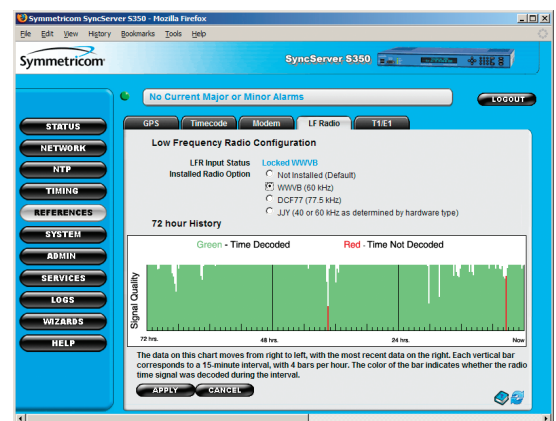 Symmetricom SyncServer S350 - Mozilla Firefox
File Edit View History Bookmarks Tools Help
Symmetricom
SyncServer S350
No Current Major or Minor Alarms
LOGOUT
STATUS
NETWORK
NTP
TIMING
REFERENCES
SYSTEM
ADMIN
SERVICES
LOGS
WIZARDS
HELP
GPS Timecode Modem LF Radio T1/E1
Low Frequency Radio Configuration
LFR Input Status Locked WWVB
Installed Radio Option Not Installed (Default)
WWVB (60 kHz)
DCF77 (77.5 kHz)
JJY (40 or 60 kHz as determined by hardware type)
72 hour History
Green - Time Decoded Red - Time Not Decoded
Signal Quality
72 hrs. 48 hrs. 24 hrs. Now
The data on this chart moves from right to left, with the most recent data on the right. Each vertical bar
corresponds to a 15-minute interval, with 4 bars per hour. The color of the bar indicates whether the radio
time signal was decoded during the interval.
APPLY CANCEL